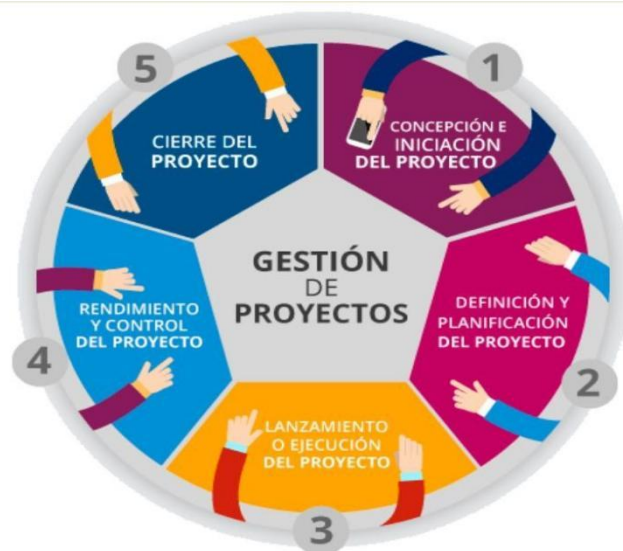 GESTIÓN
DE
PROYECTOS
1
CONCEPCIÓN E
INICIACIÓN
DEL PROYECTO
2
DEFINICIÓN Y
PLANIFICACIÓN
DEL PROYECTO
3
LANZAMIENTO
O EJECUCIÓN
DEL PROYECTO
4
RENDIMIENTO
Y CONTROL
DEL PROYECTO
5
CIERRE DEL
PROYECTO